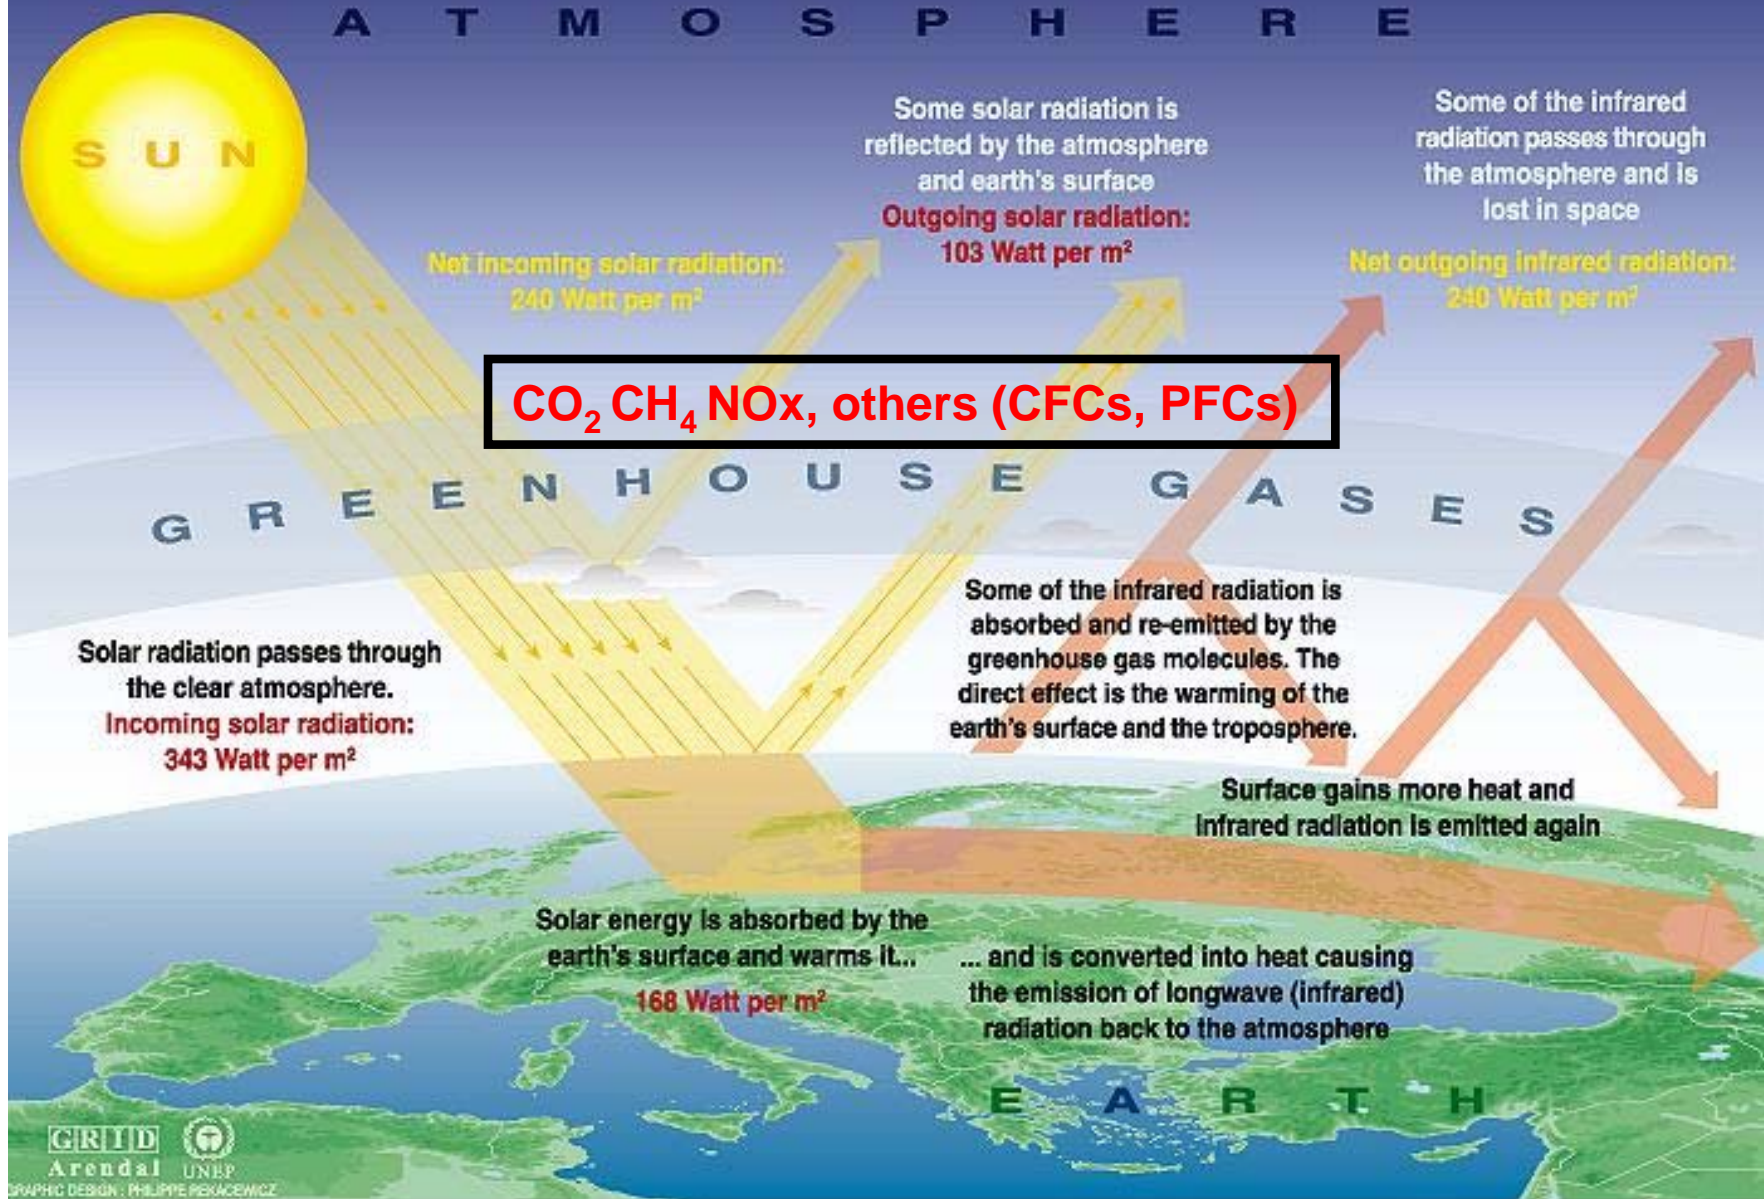 A T M O S P H E R E
S U N
Some solar radiation is
reflected by the atmosphere
and earth's surface
Outgoing solar radiation:
103 Watt per m²
Some of the infrared
radiation passes through
the atmosphere and is
lost in space
Net outgoing infrared radiation:
240 Watt per m²
Net incoming solar radiation:
240 Watt per m²
CO₂ CH₄ NOx, others (CFCs, PFCs)
G R E E N H O U S E G A S E S
Solar radiation passes through
the clear atmosphere.
Incoming solar radiation:
343 Watt per m²
Some of the infrared radiation is
absorbed and re-emitted by the
greenhouse gas molecules. The
direct effect is the warming of the
earth's surface and the troposphere.
Surface gains more heat and
infrared radiation is emitted again
Solar energy is absorbed by the
earth's surface and warms it...
168 Watt per m²
... and is converted into heat causing
the emission of longwave (infrared)
radiation back to the atmosphere
E A R T H
GRID
Arendal UNEP
GRAPHIC DESIGN : PHILIPPE REKACEWICZ